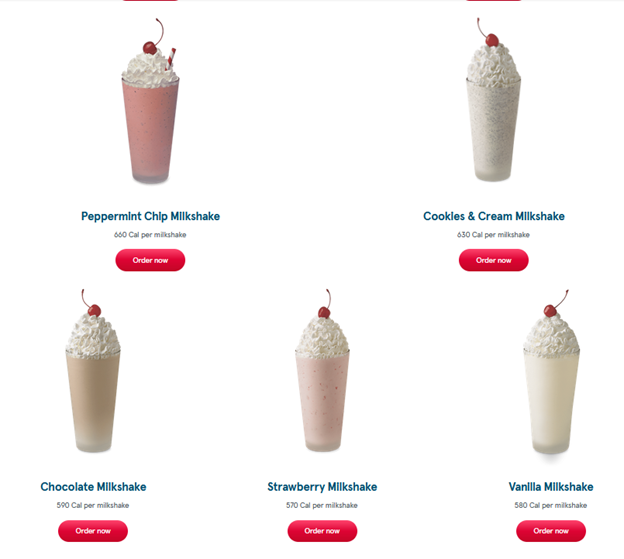 Peppermint Chip Milkshake
660 Cal per milkshake
Order now
Cookies & Cream Milkshake
630 Cal per milkshake
Order now
Chocolate Milkshake
590 Cal per milkshake
Order now
Strawberry Milkshake
570 Cal per milkshake
Order now
Vanilla Milkshake
580 Cal per milkshake
Order now